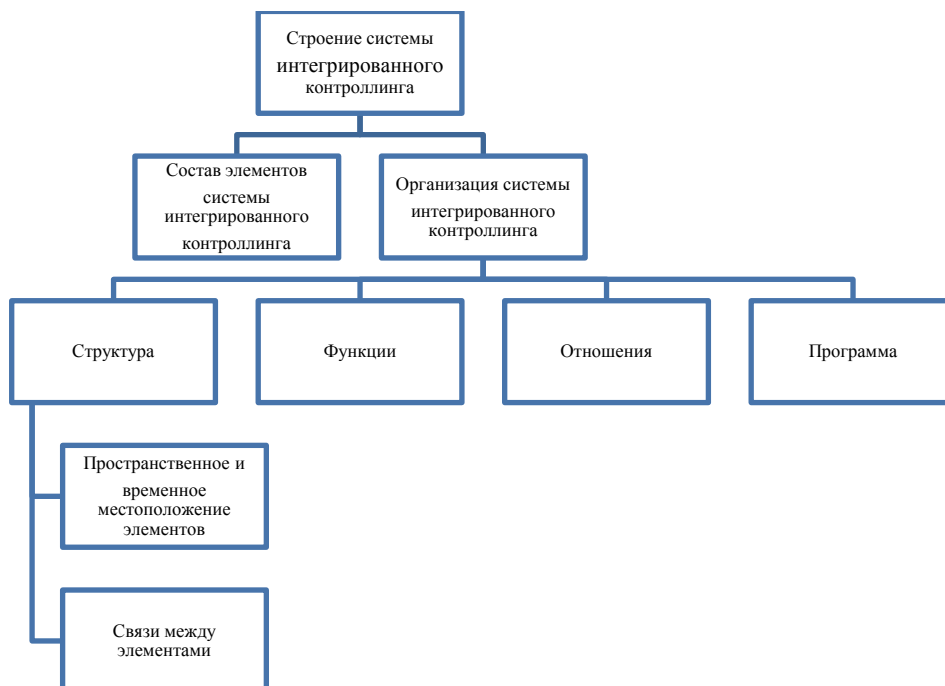 Строение системы
интегрированного
контроллинга
Состав элементов
системы
интегрированного
контроллинга
Организация системы
интегрированного
контроллинга
Структура
Функции
Отношения
Программа
Пространственное и
временное
местоположение
элементов
Связи между
элементами